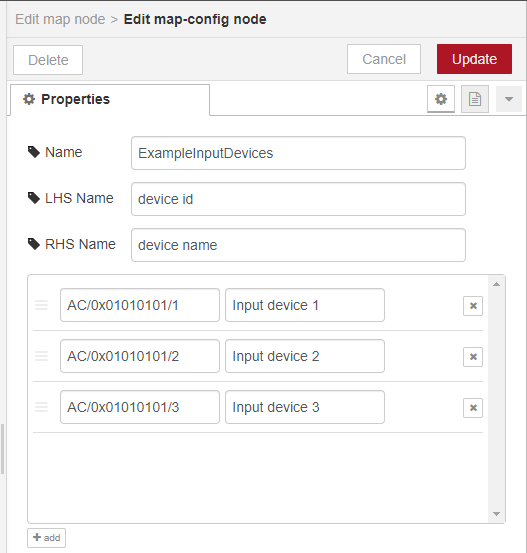 Edit map node > Edit map-config node
Delete Cancel Update
Properties
Name ExampleInputDevices
LHS Name device id
RHS Name device name
AC/0x01010101/1 Input device 1
AC/0x01010101/2 Input device 2
AC/0x01010101/3 Input device 3
+ add